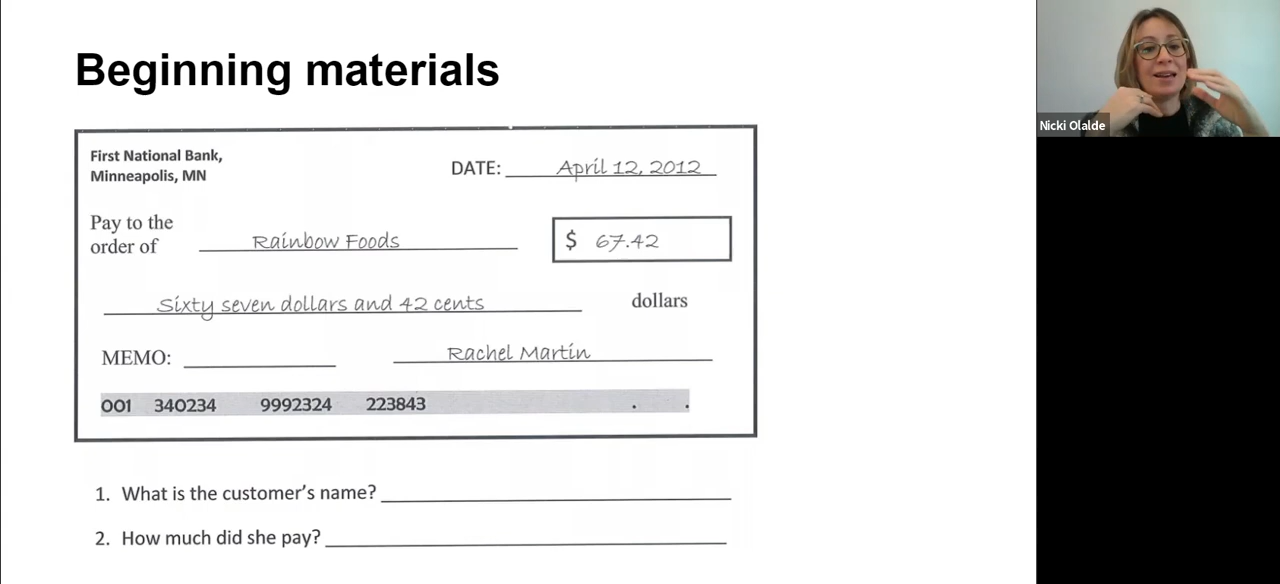 Beginning materials
First National Bank,
Minneapolis, MN
DATE: April 12, 2012
Pay to the
order of Rainbow Foods
$ 67.42
Sixty seven dollars and 42 cents dollars
MEMO: Rachel Martin
001 340234 9992324 223843
1. What is the customer's name?
2. How much did she pay?
Nicki Olalde